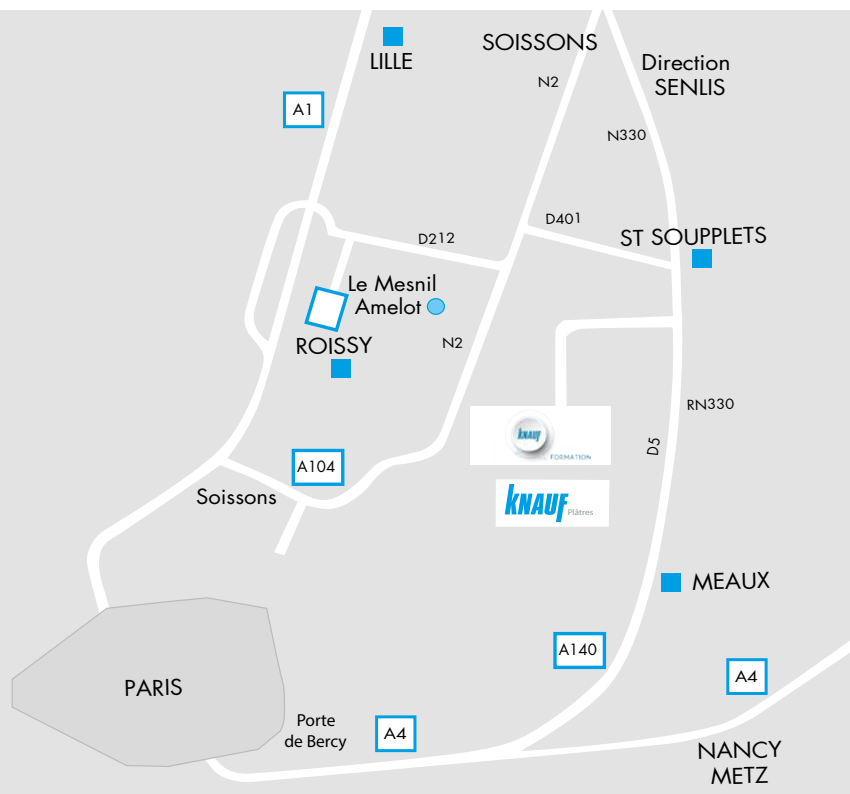 LILLE
SOISSONS
Direction
SENLIS
N2
A1
N330
D401
D212
ST SOUPPLETS
Le Mesnil
Amelot
ROISSY
N2
RN330
KNAUF
FORMATION
D5
A104
Soissons
KNAUF
Plâtres
MEAUX
A140
A4
PARIS
Porte
de Bercy
A4
NANCY
METZ